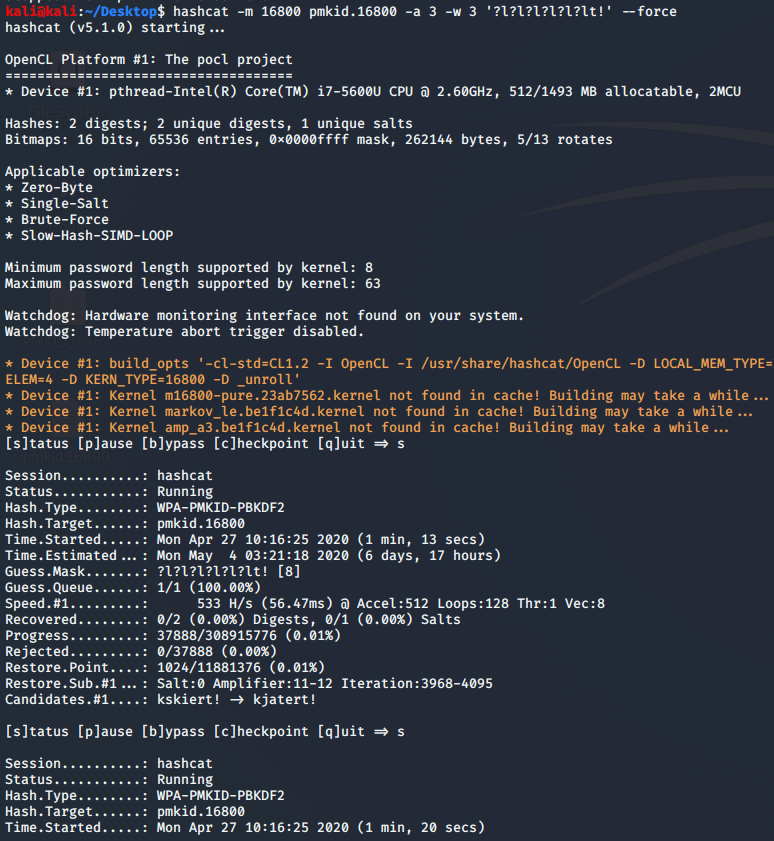 kali@kali:~/Desktop$ hashcat -m 16800 pmkid.16800 -a 3 -w 3 '?l?l?l?l?l?lt!' --force
hashcat (v5.1.0) starting...
OpenCL Platform #1: The pocl project
====================================
* Device #1: pthread-Intel(R) Core(TM) i7-5600U CPU @ 2.60GHz, 512/1493 MB allocatable, 2MCU
Hashes: 2 digests; 2 unique digests, 1 unique salts
Bitmaps: 16 bits, 65536 entries, 0x0000ffff mask, 262144 bytes, 5/13 rotates
Applicable optimizers:
* Zero-Byte
* Single-Salt
* Brute-Force
* Slow-Hash-SIMD-LOOP
Minimum password length supported by kernel: 8
Maximum password length supported by kernel: 63
Watchdog: Hardware monitoring interface not found on your system.
Watchdog: Temperature abort trigger disabled.
* Device #1: build_opts '-cl-std=CL1.2 -I OpenCL -I /usr/share/hashcat/OpenCL -D LOCAL_MEM_TYPE=
ELEM=4 -D KERN_TYPE=16800 -D _unroll'
* Device #1: Kernel m16800-pure.23ab7562.kernel not found in cache! Building may take a while...
* Device #1: Kernel markov_le.be1f1c4d.kernel not found in cache! Building may take a while...
* Device #1: Kernel amp_a3.be1f1c4d.kernel not found in cache! Building may take a while...
[s]tatus [p]ause [b]ypass [c]heckpoint [q]uit => s
Session..........: hashcat
Status...........: Running
Hash.Type........: WPA-PMKID-PBKDF2
Hash.Target......: pmkid.16800
Time.Started.....: Mon Apr 27 10:16:25 2020 (1 min, 13 secs)
Time.Estimated...: Mon May  4 03:21:18 2020 (6 days, 17 hours)
Guess.Mask.......: ?l?l?l?l?l?lt! [8]
Guess.Queue......: 1/1 (100.00%)
Speed.#1.........:      533 H/s (56.47ms) @ Accel:512 Loops:128 Thr:1 Vec:8
Recovered........: 0/2 (0.00%) Digests, 0/1 (0.00%) Salts
Progress.........: 37888/308915776 (0.01%)
Rejected.........: 0/37888 (0.00%)
Restore.Point....: 1024/11881376 (0.01%)
Restore.Sub.#1...: Salt:0 Amplifier:11-12 Iteration:3968-4095
Candidates.#1....: kskiert! -> kjatert!
[s]tatus [p]ause [b]ypass [c]heckpoint [q]uit => s
Session..........: hashcat
Status...........: Running
Hash.Type........: WPA-PMKID-PBKDF2
Hash.Target......: pmkid.16800
Time.Started.....: Mon Apr 27 10:16:25 2020 (1 min, 20 secs)